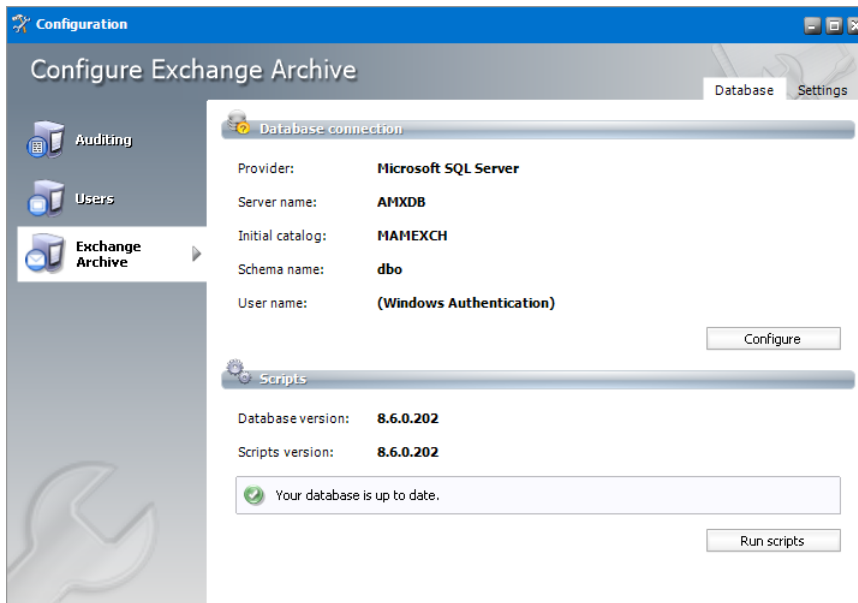 Configuration
Configure Exchange Archive
Database Settings
Auditing
Users
Exchange
Archive
Database connection
Provider: Microsoft SQL Server
Server name: AMXDB
Initial catalog: MAMEXCH
Schema name: dbo
User name: (Windows Authentication)
Configure
Scripts
Database version: 8.6.0.202
Scripts version: 8.6.0.202
Your database is up to date.
Run scripts